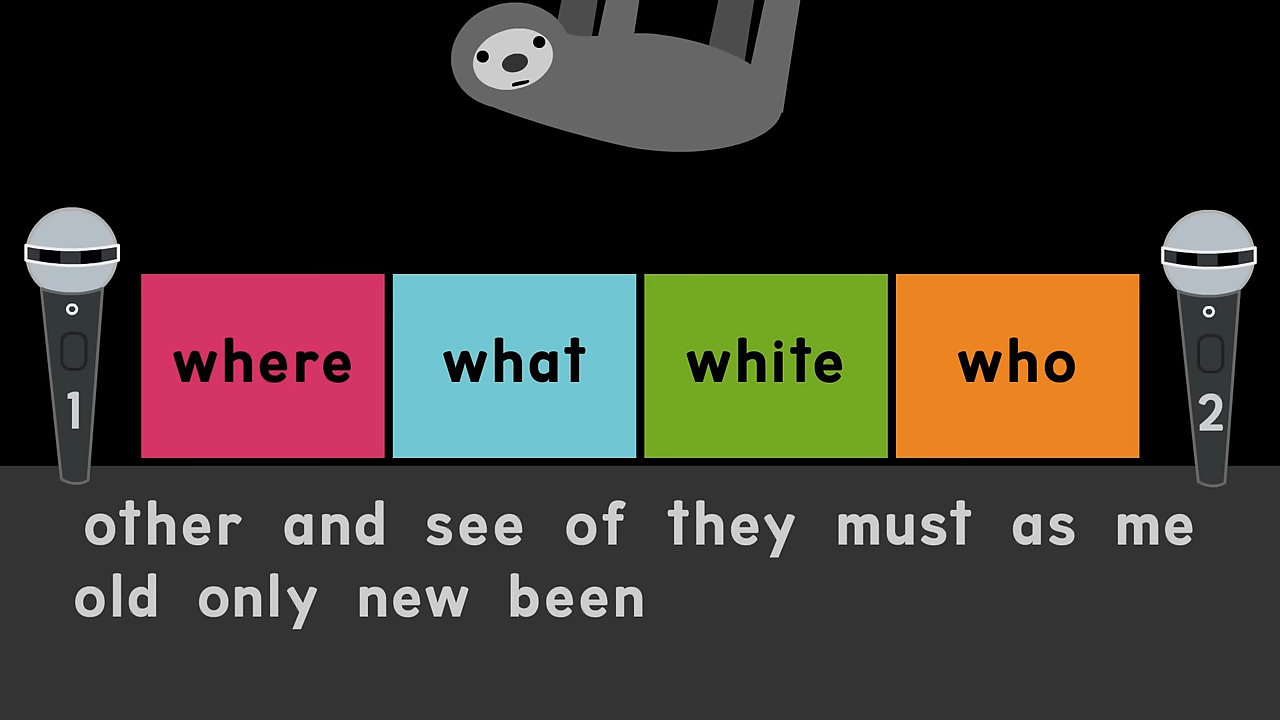 where what white who
1
2
other and see of they must as me
old only new been